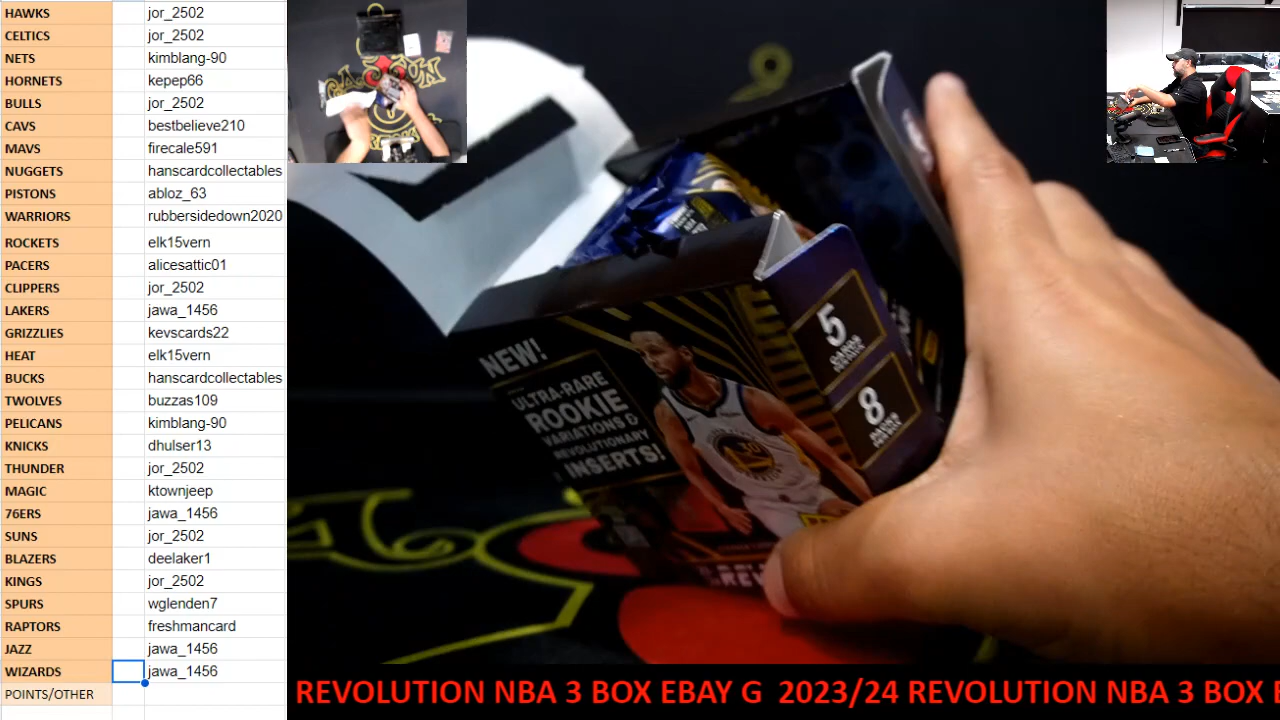 HAWKS jor_2502
CELTICS jor_2502
NETS kimblang-90
HORNETS kepep66
BULLS jor_2502
CAVS bestbelieve210
MAVS firecale591
NUGGETS hanscardcollectables
PISTONS abloz_63
WARRIORS rubbersidedown2020
ROCKETS elk15vern
PACERS alicesattic01
CLIPPERS jor_2502
LAKERS jawa_1456
GRIZZLIES kevscards22
HEAT elk15vern
BUCKS hanscardcollectables
TWOLVES buzzas109
PELICANS kimblang-90
KNICKS dhulser13
THUNDER jor_2502
MAGIC ktownjeep
76ERS jawa_1456
SUNS jor_2502
BLAZERS deelaker1
KINGS jor_2502
SPURS wglenden7
RAPTORS freshmancard
JAZZ jawa_1456
WIZARDS jawa_1456
POINTS/OTHER
NEW!
ULTRA-RARE
ROOKIE
VARIATIONS &
REVOLUTIONARY
INSERTS!
5
8
REVOLUTION NBA 3 BOX EBAY G 2023/24 REVOLUTION NBA 3 BOX E